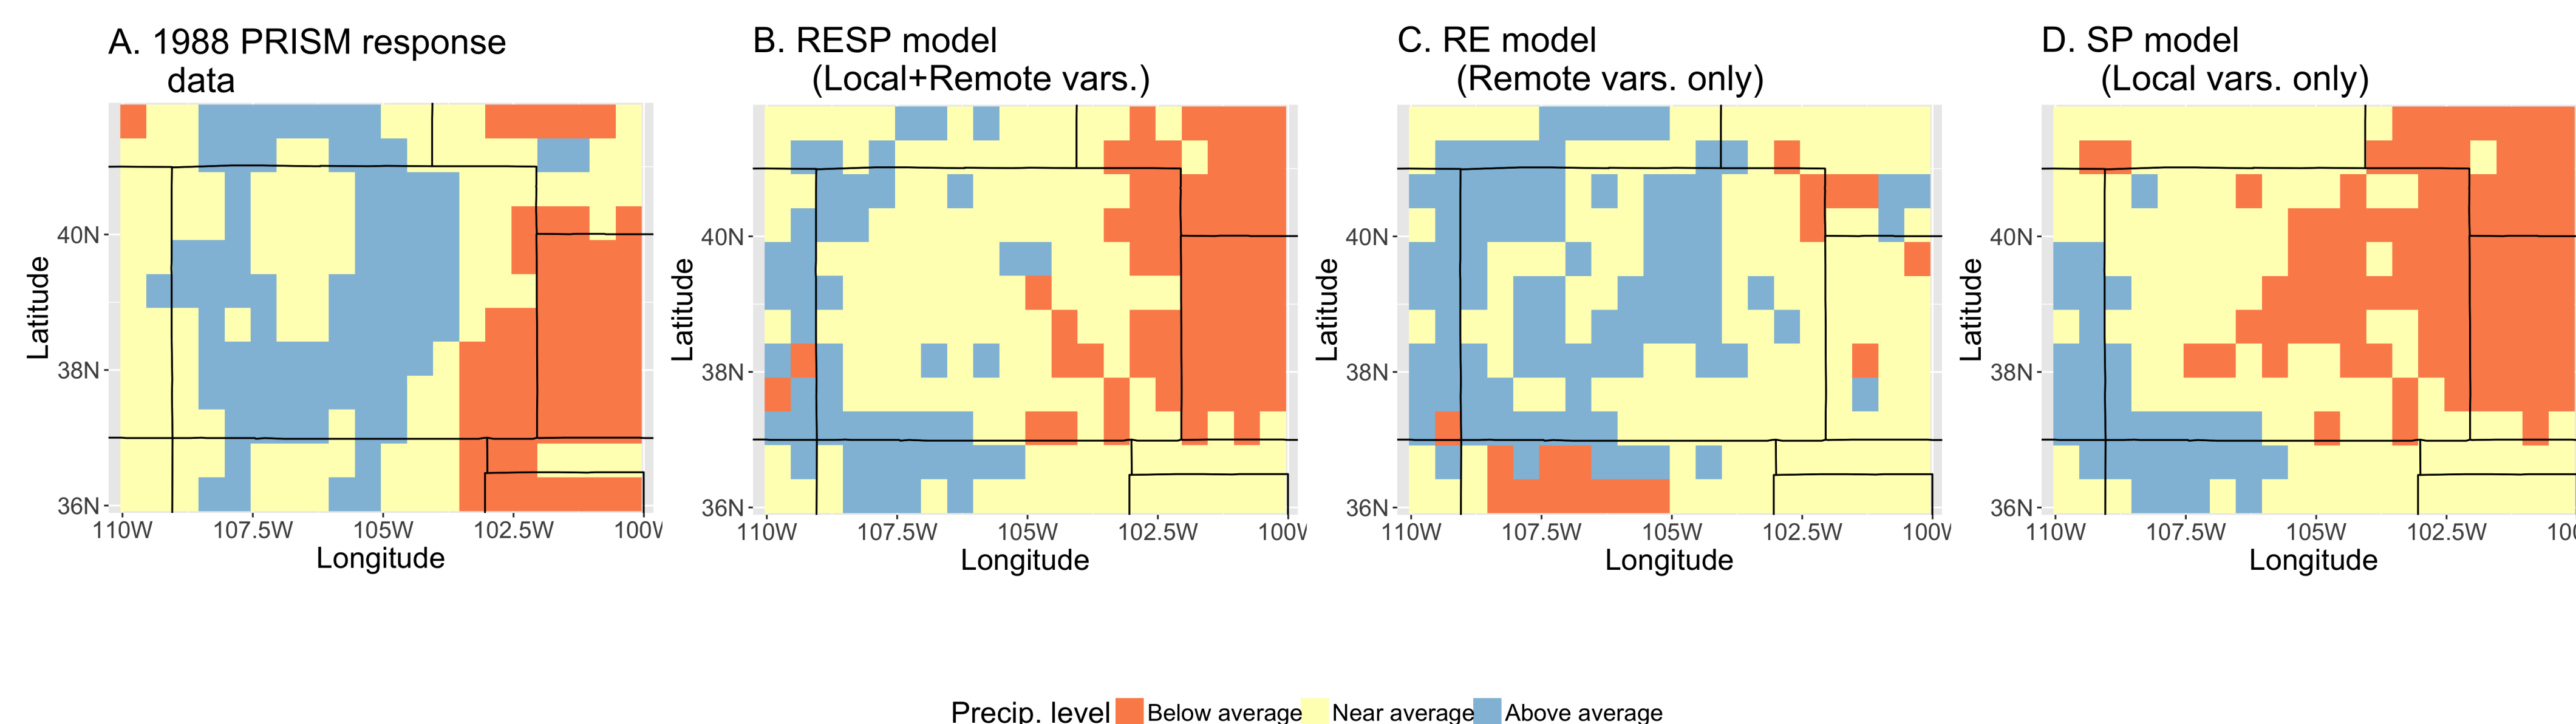 A. 1988 PRISM response
data
B. RESP model
(Local+Remote vars.)
C. RE model
(Remote vars. only)
D. SP model
(Local vars. only)
Latitude
40N
38N
36N
110W 107.5W 105W 102.5W 100W
Longitude
Latitude
40N
38N
36N
110W 107.5W 105W 102.5W 100W
Longitude
Latitude
40N
38N
36N
110W 107.5W 105W 102.5W 100W
Longitude
Latitude
40N
38N
36N
110W 107.5W 105W 102.5W
Longitude
Precip. level Below average Near average Above average